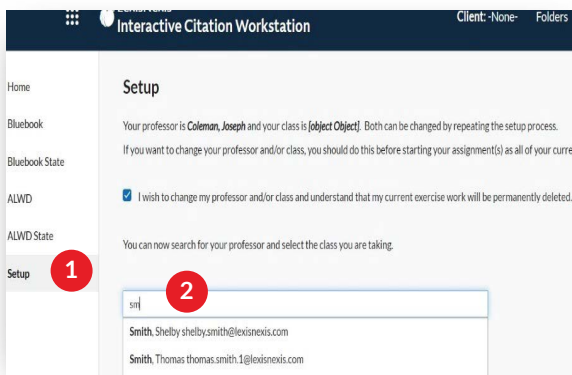 Interactive Citation Workstation
Client: -None- Folders
Home
Bluebook
Bluebook State
ALWD
ALWD State
Setup
1
Setup
Your professor is Coleman, Joseph and your class is [object Object]. Both can be changed by repeating the setup process.
If you want to change your professor and/or class, you should do this before starting your assignment(s) as all of your curre
I wish to change my professor and/or class and understand that my current exercise work will be permanently deleted.
You can now search for your professor and select the class you are taking.
2
sm
Smith, Shelby shelby.smith@lexisnexis.com
Smith, Thomas thomas.smith.1@lexisnexis.com